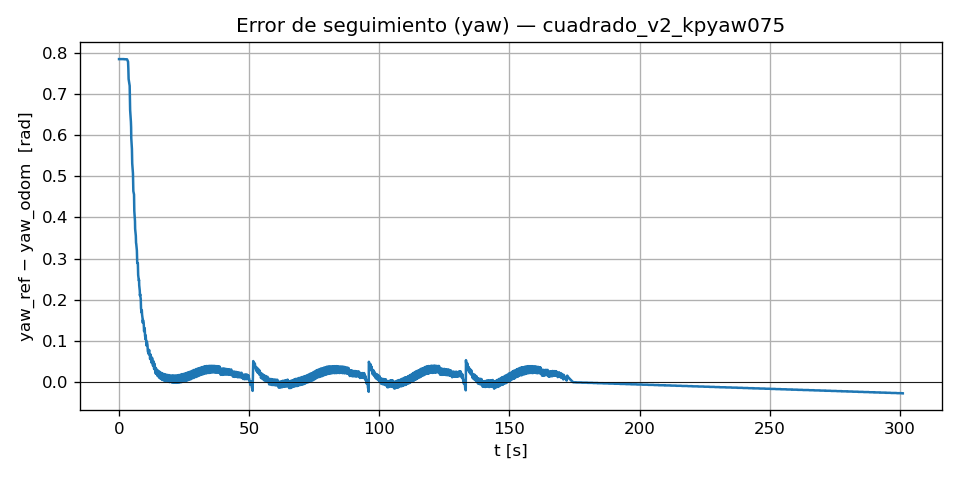 Error de seguimiento (yaw) — cuadrado_v2_kpyaw075
yaw_ref − yaw_odom [rad]
0.8
0.7
0.6
0.5
0.4
0.3
0.2
0.1
0.0
0 50 100 150 200 250 300
t [s]